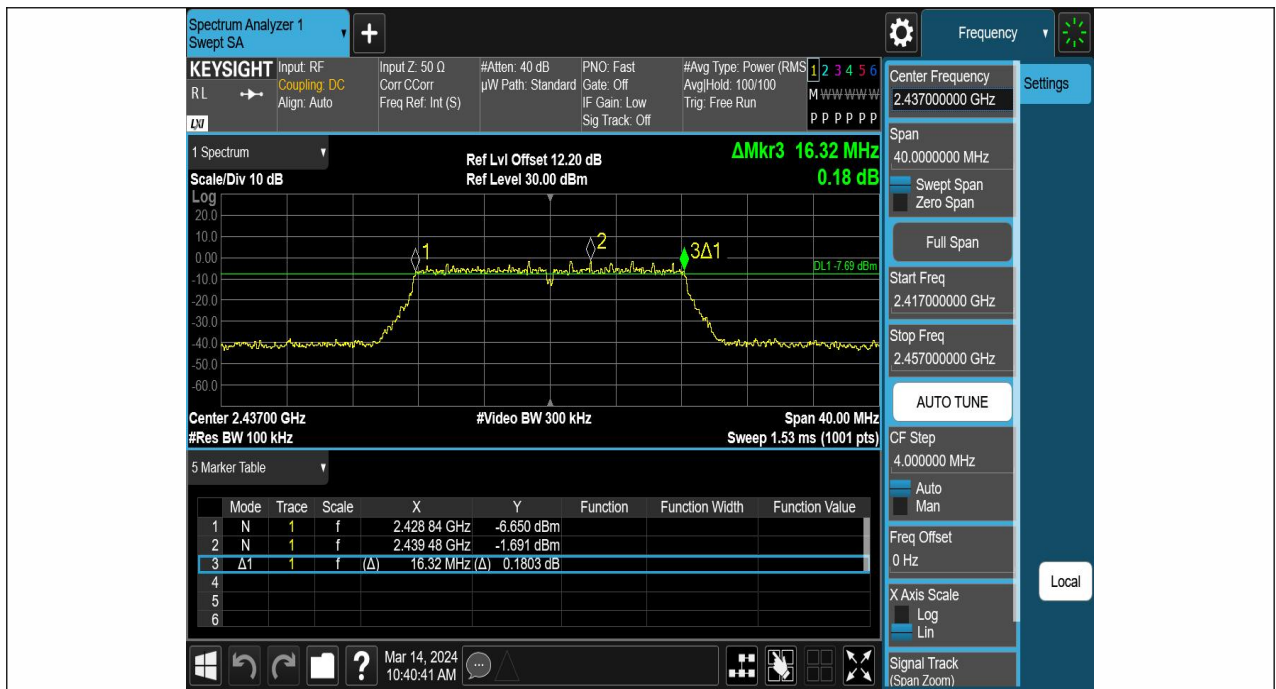 Spectrum Analyzer 1
Swept SA
+
Frequency
KEYSIGHT
R L
LXI
Input: RF
Coupling: DC
Align: Auto
Input Z: 50 Ω
Corr CCorr
Freq Ref: Int (S)
#Atten: 40 dB
µW Path: Standard
PNO: Fast
Gate: Off
IF Gain: Low
Sig Track: Off
#Avg Type: Power (RMS
Avg|Hold: 100/100
Trig: Free Run
1 2 3 4 5 6
M W W W W W
P P P P P P
1 Spectrum
Scale/Div 10 dB
Ref Lvl Offset 12.20 dB
Ref Level 30.00 dBm
ΔMkr3 16.32 MHz
0.18 dB
Log
20.0
10.0
0.00
-10.0
-20.0
-30.0
-40.0
-50.0
-60.0
1
2
3Δ1
DL1 -7.69 dBm
Center 2.43700 GHz
#Video BW 300 kHz
Span 40.00 MHz
#Res BW 100 kHz
Sweep 1.53 ms (1001 pts)
5 Marker Table
Mode Trace Scale X Y Function Function Width Function Value
1 N 1 f 2.428 84 GHz -6.650 dBm
2 N 1 f 2.439 48 GHz -1.691 dBm
3 Δ1 1 f (Δ) 16.32 MHz (Δ) 0.1803 dB
4
5
6
?
Mar 14, 2024
10:40:41 AM
Center Frequency
2.437000000 GHz
Settings
Span
40.0000000 MHz
Swept Span
Zero Span
Full Span
Start Freq
2.417000000 GHz
Stop Freq
2.457000000 GHz
AUTO TUNE
CF Step
4.000000 MHz
Auto
Man
Freq Offset
0 Hz
Local
X Axis Scale
Log
Lin
Signal Track
(Span Zoom)